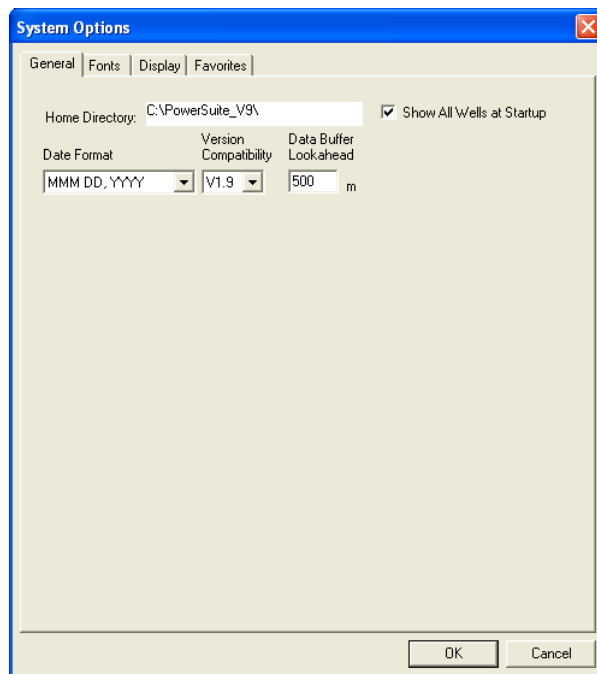 System Options
General Fonts Display Favorites
Home Directory: C:\PowerSuite_V9\ Show All Wells at Startup
Date Format Version Compatibility Data Buffer Lookahead
MMM DD, YYYY V1.9 500 m
OK Cancel